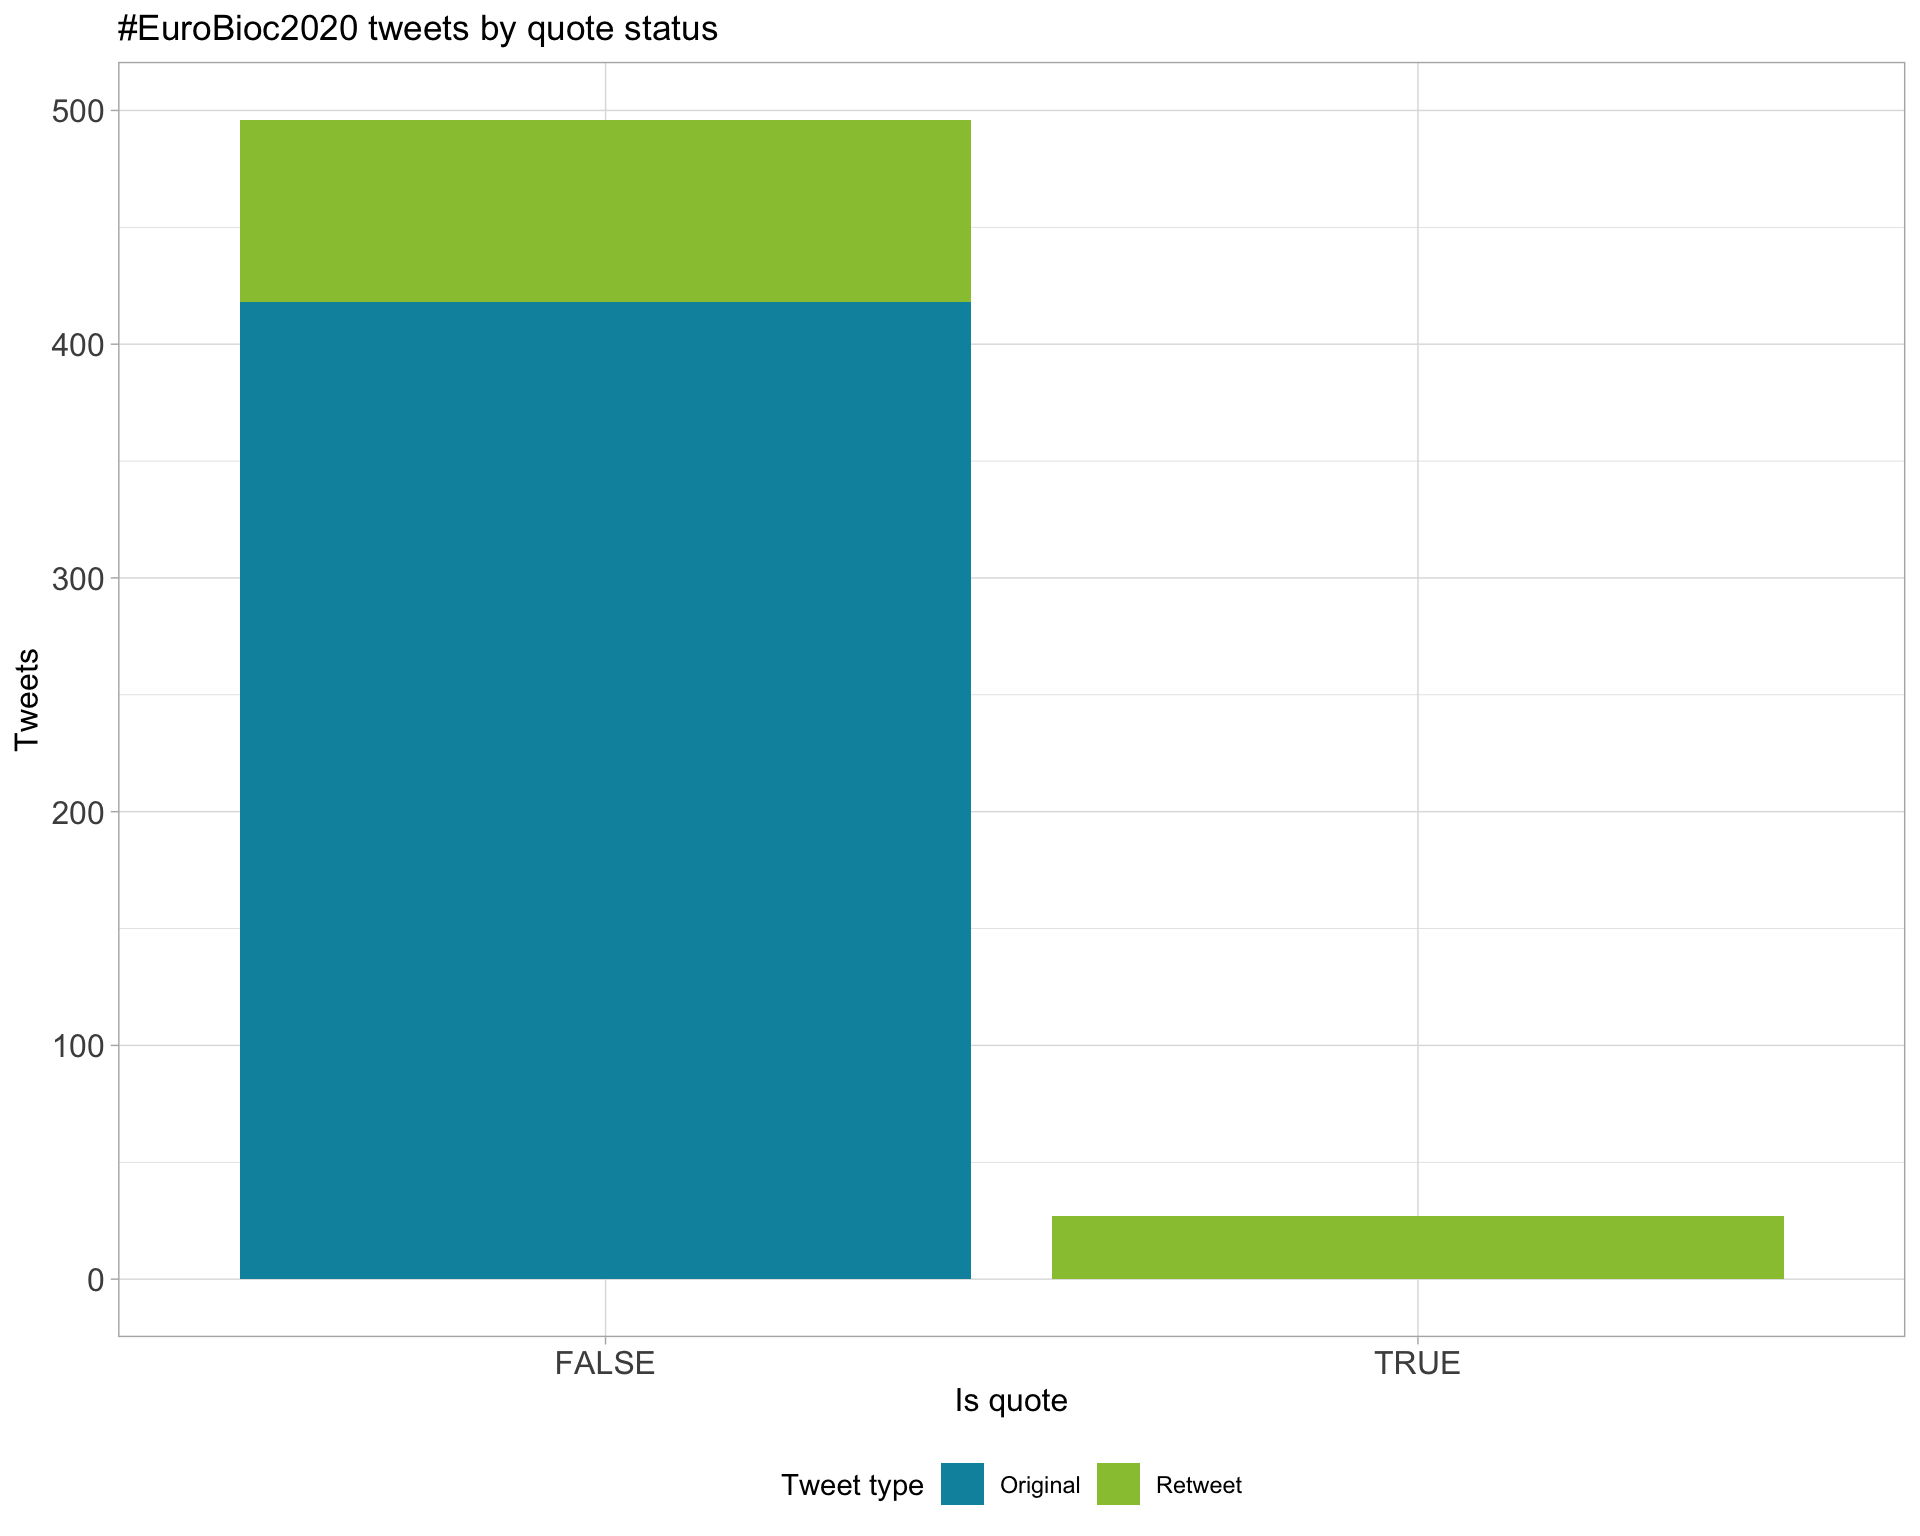 #EuroBioc2020 tweets by quote status
500
400
300
200
100
0
Tweets
FALSE
TRUE
Is quote
Tweet type
Original
Retweet